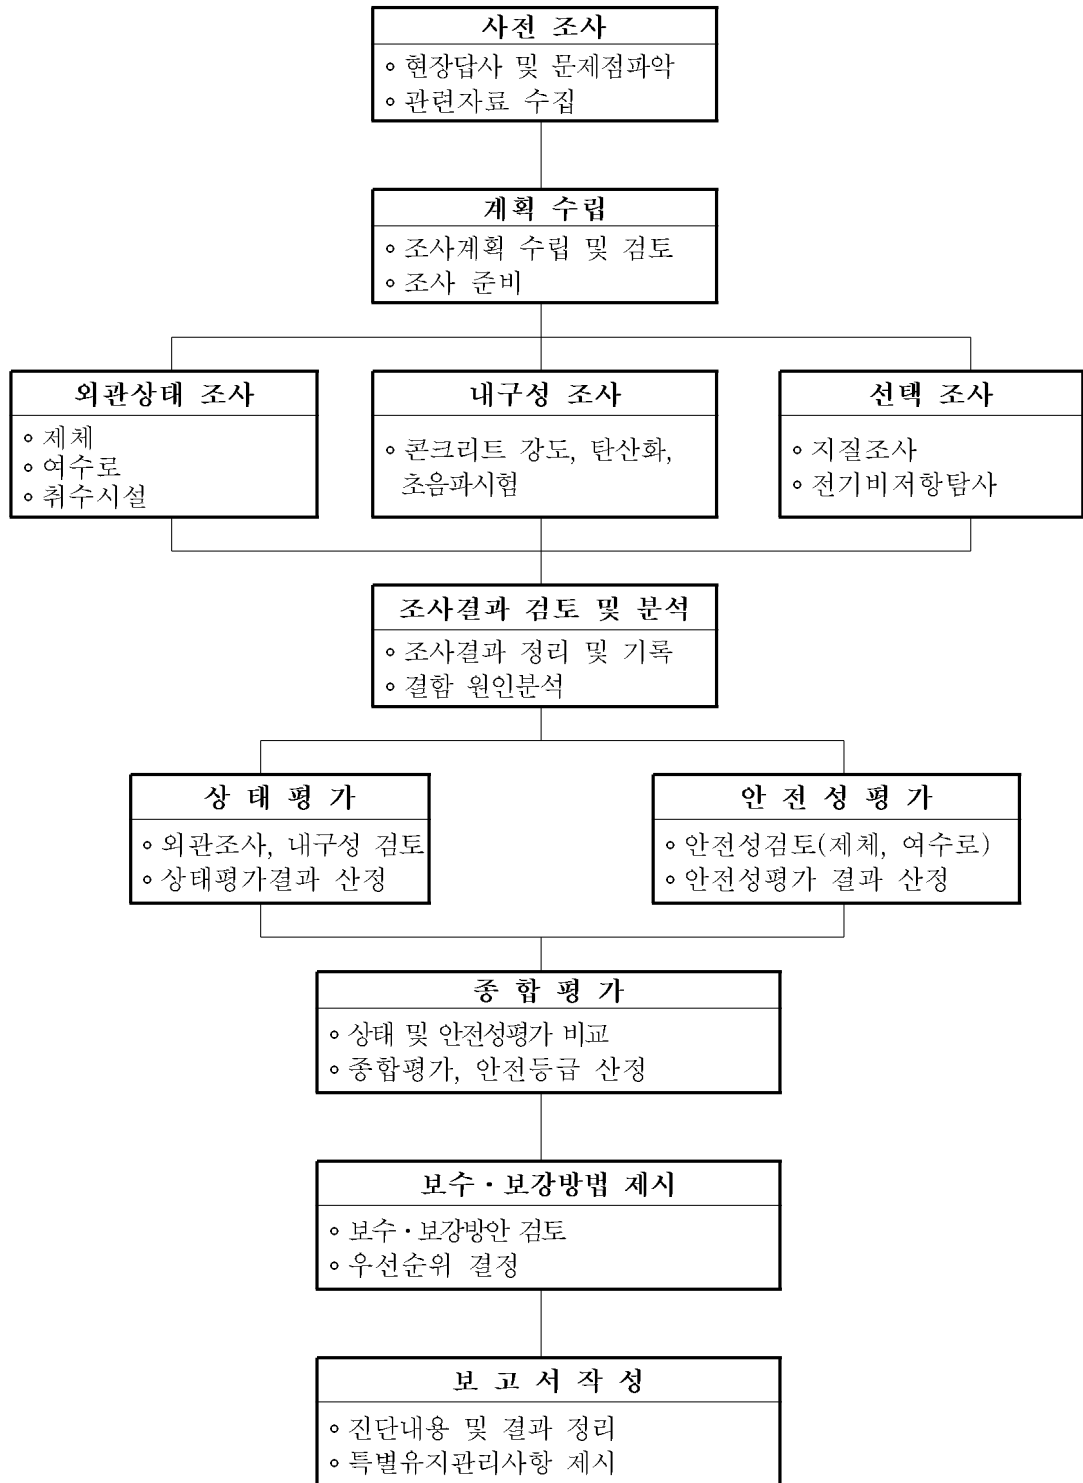 사전 조사
∘ 현장답사 및 문제점파악
∘ 관련자료 수집
계획 수립
∘ 조사계획 수립 및 검토
∘ 조사 준비
외관상태 조사
∘ 제체
∘ 여수로
∘ 취수시설
내구성 조사
∘ 콘크리트 강도, 탄산화,
초음파시험
선택 조사
∘ 지질조사
∘ 전기비저항탐사
조사결과 검토 및 분석
∘ 조사결과 정리 및 기록
∘ 결함 원인분석
상 태 평 가
∘ 외관조사, 내구성 검토
∘ 상태평가결과 산정
안 전 성 평 가
∘ 안전성검토(제체, 여수로)
∘ 안전성평가 결과 산정
종 합 평 가
∘ 상태 및 안전성평가 비교
∘ 종합평가, 안전등급 산정
보수・보강방법 제시
∘ 보수・보강방안 검토
∘ 우선순위 결정
보 고 서 작 성
∘ 진단내용 및 결과 정리
∘ 특별유지관리사항 제시